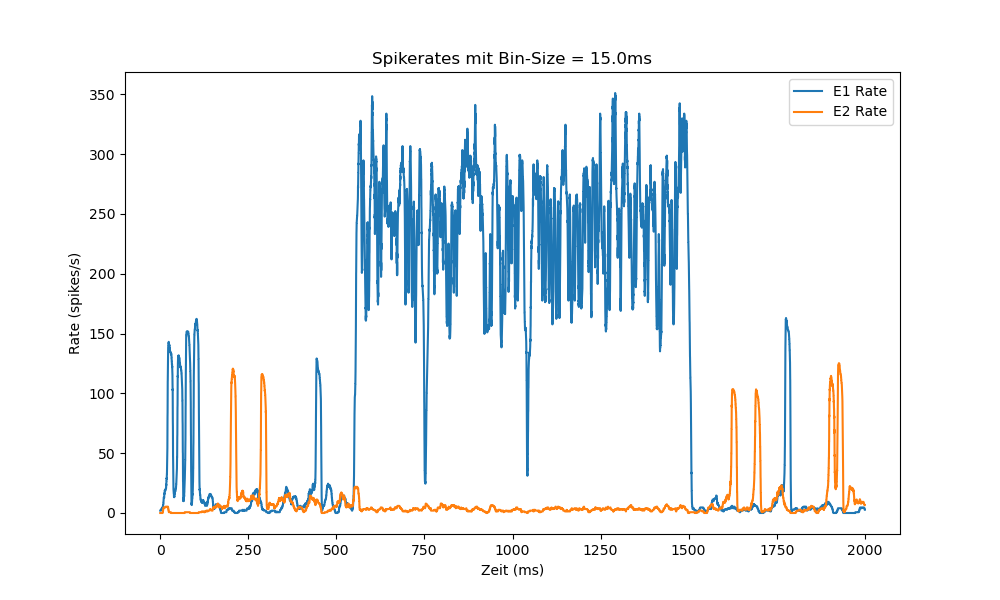 Spikerates mit Bin-Size = 15.0ms
E1 Rate
E2 Rate
Rate (spikes/s)
350
300
250
200
150
100
50
0
0 250 500 750 1000 1250 1500 1750 2000
Zeit (ms)